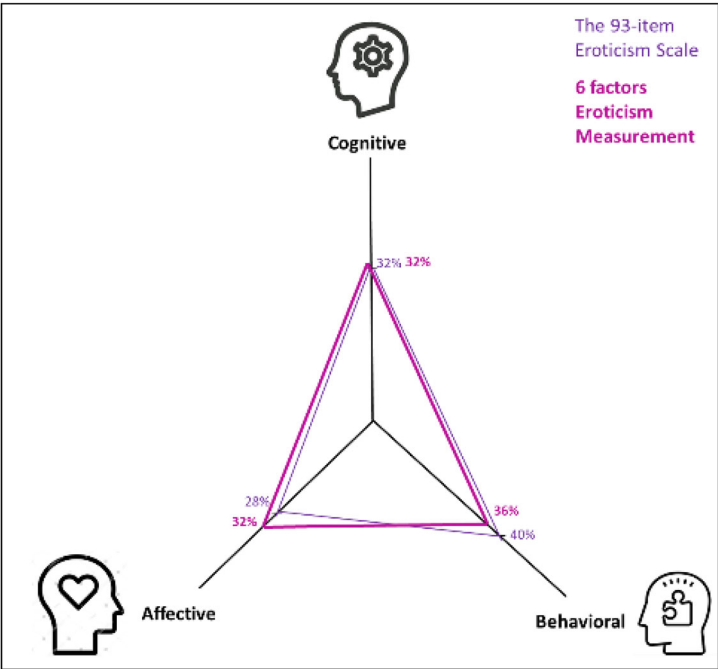 The 93-item
Eroticism Scale
6 factors
Eroticism
Measurement
Cognitive
32% 32%
28%
32%
36%
40%
Affective
Behavioral